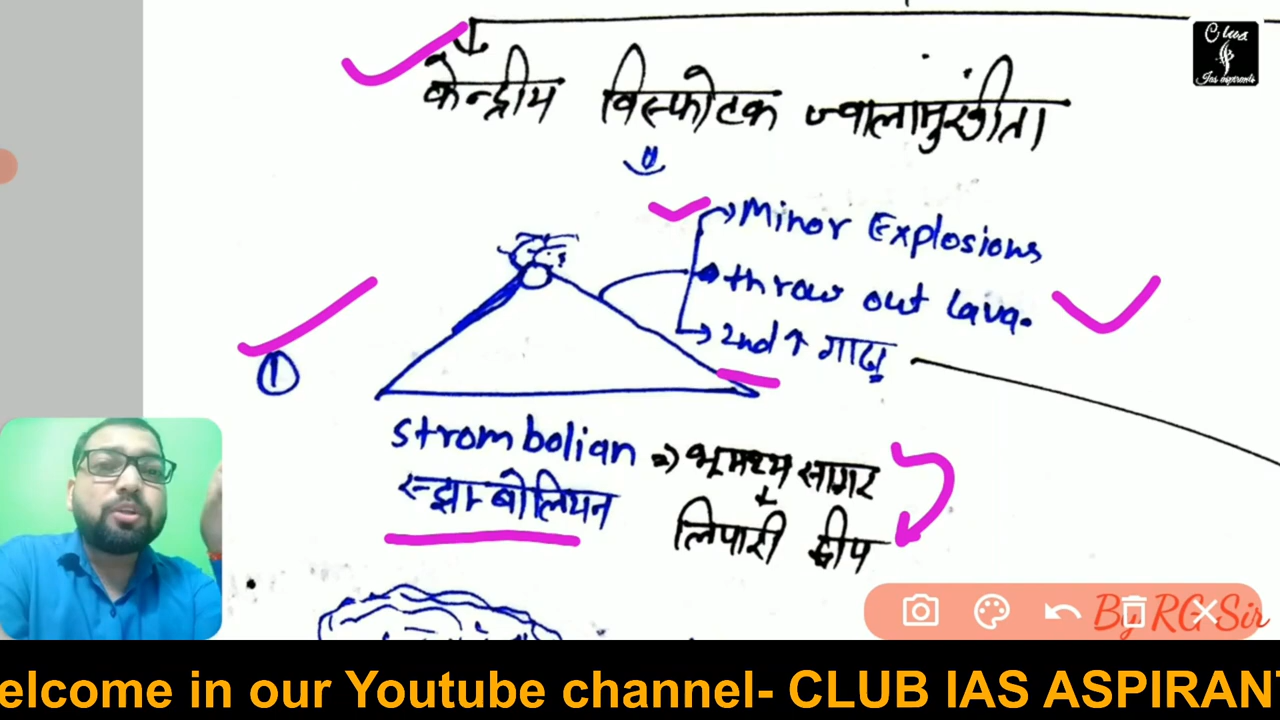 Club
Ias aspirants
केन्द्रीय विस्फोटक ज्वालामुखीता
Minor Explosions
throw out Lava.
2nd ↑ गाढ़ा
①
strombolian ⇒ भूमध्य सागर
स्ट्राम्बोलियन
लिपारी द्वीप
By RG Sir
elcome in our Youtube channel- CLUB IAS ASPIRANT